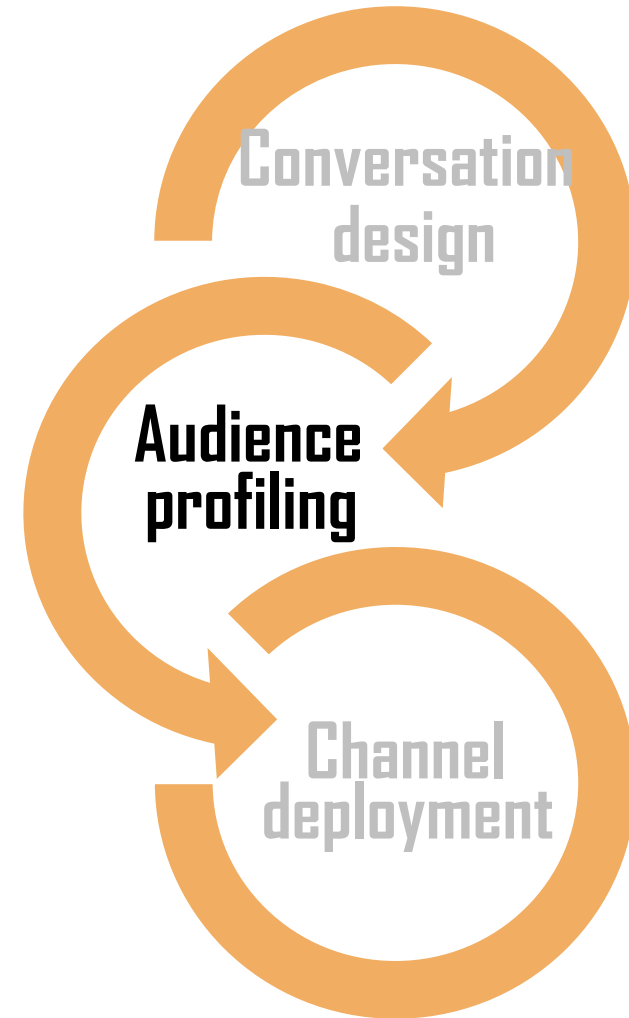 Conversation
design
Audience
profiling
Channel
deployment